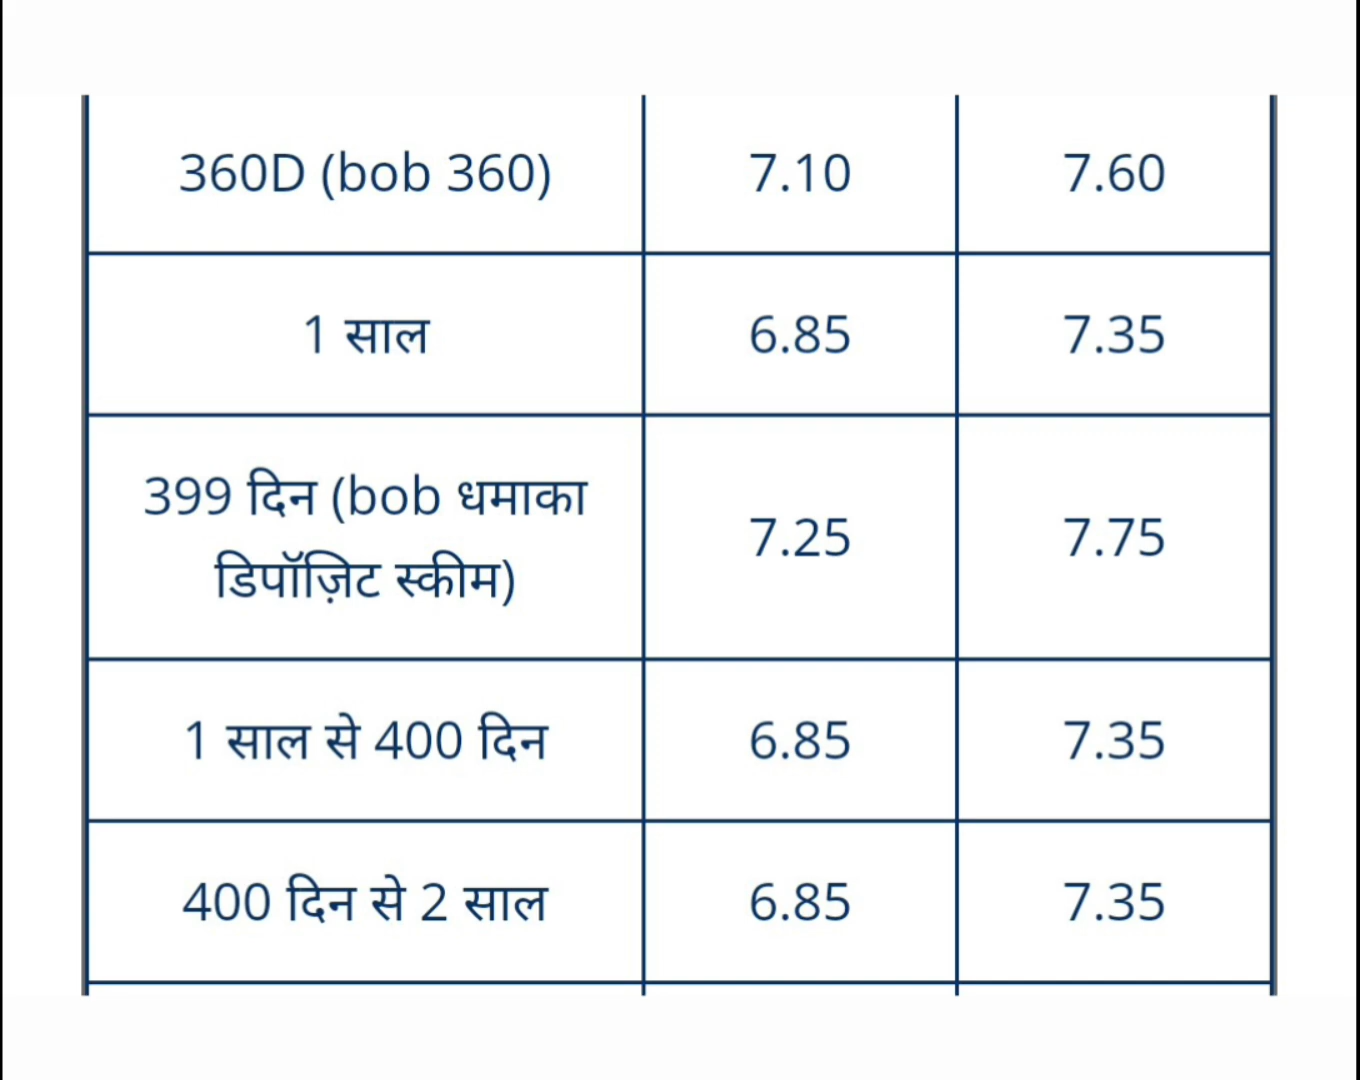 360D (bob 360) 7.10 7.60
1 साल 6.85 7.35
399 दिन (bob धमाका
डिपॉज़िट स्कीम) 7.25 7.75
1 साल से 400 दिन 6.85 7.35
400 दिन से 2 साल 6.85 7.35